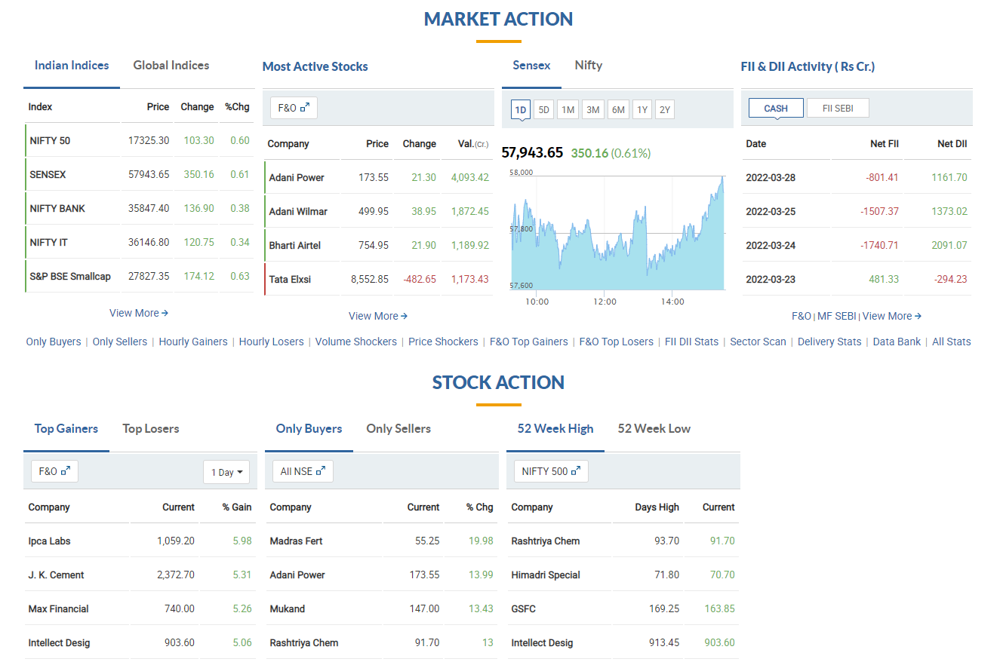 MARKET ACTION
Indian Indices Global Indices
Index Price Change %Chg
NIFTY 50 17325.30 103.30 0.60
SENSEX 57943.65 350.16 0.61
NIFTY BANK 35847.40 136.90 0.38
NIFTY IT 36146.80 120.75 0.34
S&P BSE Smallcap 27827.35 174.12 0.63
View More →
Most Active Stocks
F&O
Company Price Change Val.(Cr.)
Adani Power 173.55 21.30 4,093.42
Adani Wilmar 499.95 38.95 1,872.45
Bharti Airtel 754.95 21.90 1,189.92
Tata Elxsi 8,552.85 -482.65 1,173.43
View More →
Sensex Nifty
1D 5D 1M 3M 6M 1Y 2Y
57,943.65 350.16 (0.61%)
58,000
57,800
57,600
10:00 12:00 14:00
FII & DII Activity ( Rs Cr.)
CASH FII SEBI
Date Net FII Net DII
2022-03-28 -801.41 1161.70
2022-03-25 -1507.37 1373.02
2022-03-24 -1740.71 2091.07
2022-03-23 481.33 -294.23
F&O | MF SEBI | View More →
Only Buyers | Only Sellers | Hourly Gainers | Hourly Losers | Volume Shockers | Price Shockers | F&O Top Gainers | F&O Top Losers | FII DII Stats | Sector Scan | Delivery Stats | Data Bank | All Stats
STOCK ACTION
Top Gainers Top Losers
F&O 1 Day
Company Current % Gain
Ipca Labs 1,059.20 5.98
J. K. Cement 2,372.70 5.31
Max Financial 740.00 5.26
Intellect Desig 903.60 5.06
Only Buyers Only Sellers
All NSE
Company Current % Chg
Madras Fert 55.25 19.98
Adani Power 173.55 13.99
Mukand 147.00 13.43
Rashtriya Chem 91.70 13
52 Week High 52 Week Low
NIFTY 500
Company Days High Current
Rashtriya Chem 93.70 91.70
Himadri Special 71.80 70.70
GSFC 169.25 163.85
Intellect Desig 913.45 903.60